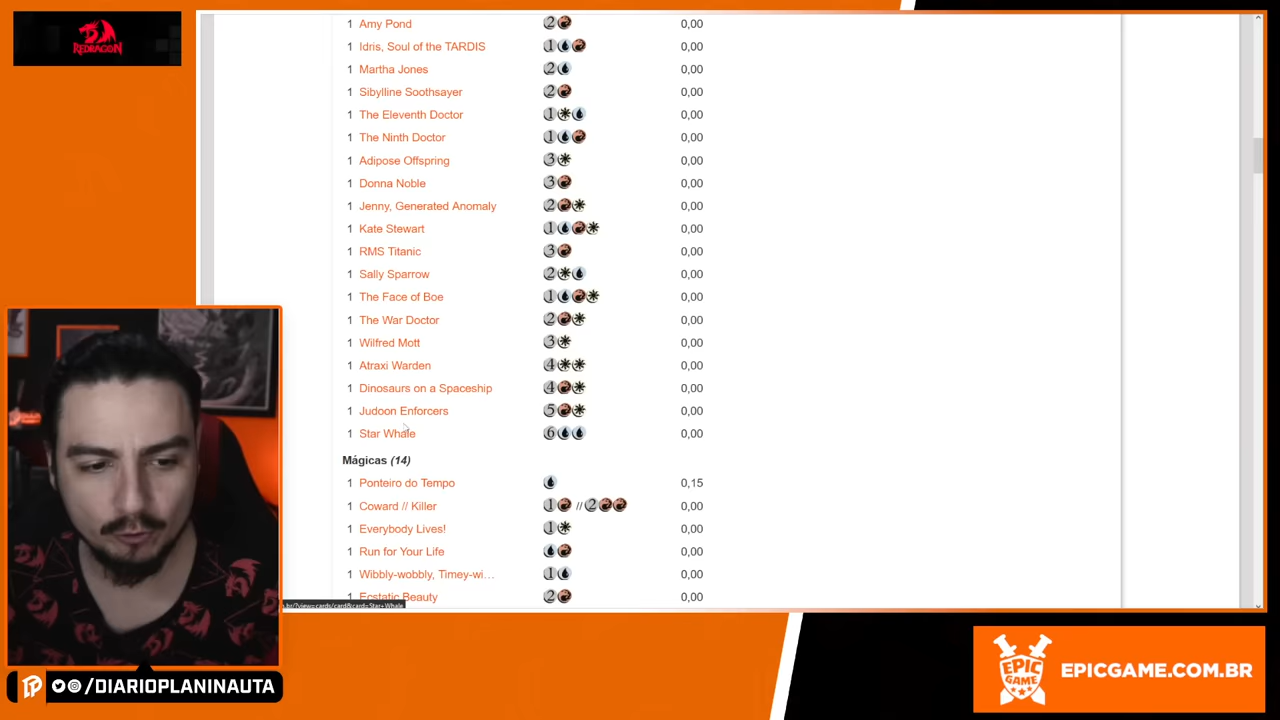 REDRAGON
1 Amy Pond 2 0,00
1 Idris, Soul of the TARDIS 1 0,00
1 Martha Jones 2 0,00
1 Sibylline Soothsayer 2 0,00
1 The Eleventh Doctor 1 0,00
1 The Ninth Doctor 1 0,00
1 Adipose Offspring 3 0,00
1 Donna Noble 3 0,00
1 Jenny, Generated Anomaly 2 0,00
1 Kate Stewart 1 0,00
1 RMS Titanic 3 0,00
1 Sally Sparrow 2 0,00
1 The Face of Boe 1 0,00
1 The War Doctor 2 0,00
1 Wilfred Mott 3 0,00
1 Atraxi Warden 4 0,00
1 Dinosaurs on a Spaceship 4 0,00
1 Judoon Enforcers 5 0,00
1 Star Whale 6 0,00
Mágicas (14)
1 Ponteiro do Tempo 0,15
1 Coward // Killer 1 // 2 0,00
1 Everybody Lives! 1 0,00
1 Run for Your Life 0,00
1 Wibbly-wobbly, Timey-wi... 1 0,00
1 Ecstatic Beauty 2 0,00
/DIARIOPLANINAUTA
EPIC GAME
EPICGAME.COM.BR